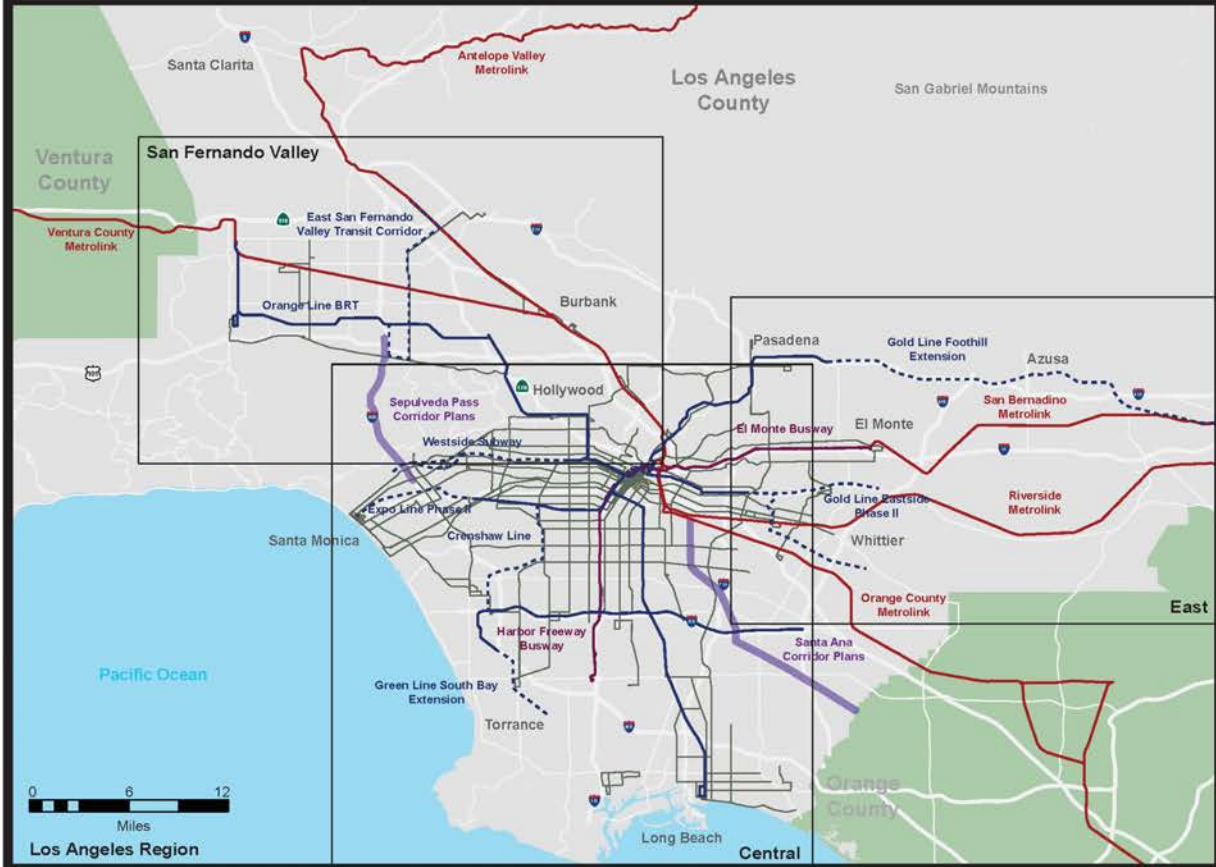 Santa Clarita
Antelope Valley
Metrolink
Los Angeles
County
San Gabriel Mountains
5
Ventura
County
San Fernando Valley
East San Fernando
Valley Transit Corridor
Ventura County
Metrolink
Orange Line BRT
Burbank
Pasadena
Gold Line Foothill
Extension
Azusa
101
Hollywood
Sepulveda Pass
Corridor Plans
San Bernadino
Metrolink
El Monte Busway
El Monte
Westside Subway
Expo Line Phase II
Gold Line Eastside
Phase II
Riverside
Metrolink
Santa Monica
Crenshaw Line
Whittier
Orange County
Metrolink
East
Harbor Freeway
Busway
Santa Ana
Corridor Plans
Pacific Ocean
Green Line South Bay
Extension
Torrance
Orange
County
0 6 12
Miles
Long Beach
Los Angeles Region
Central